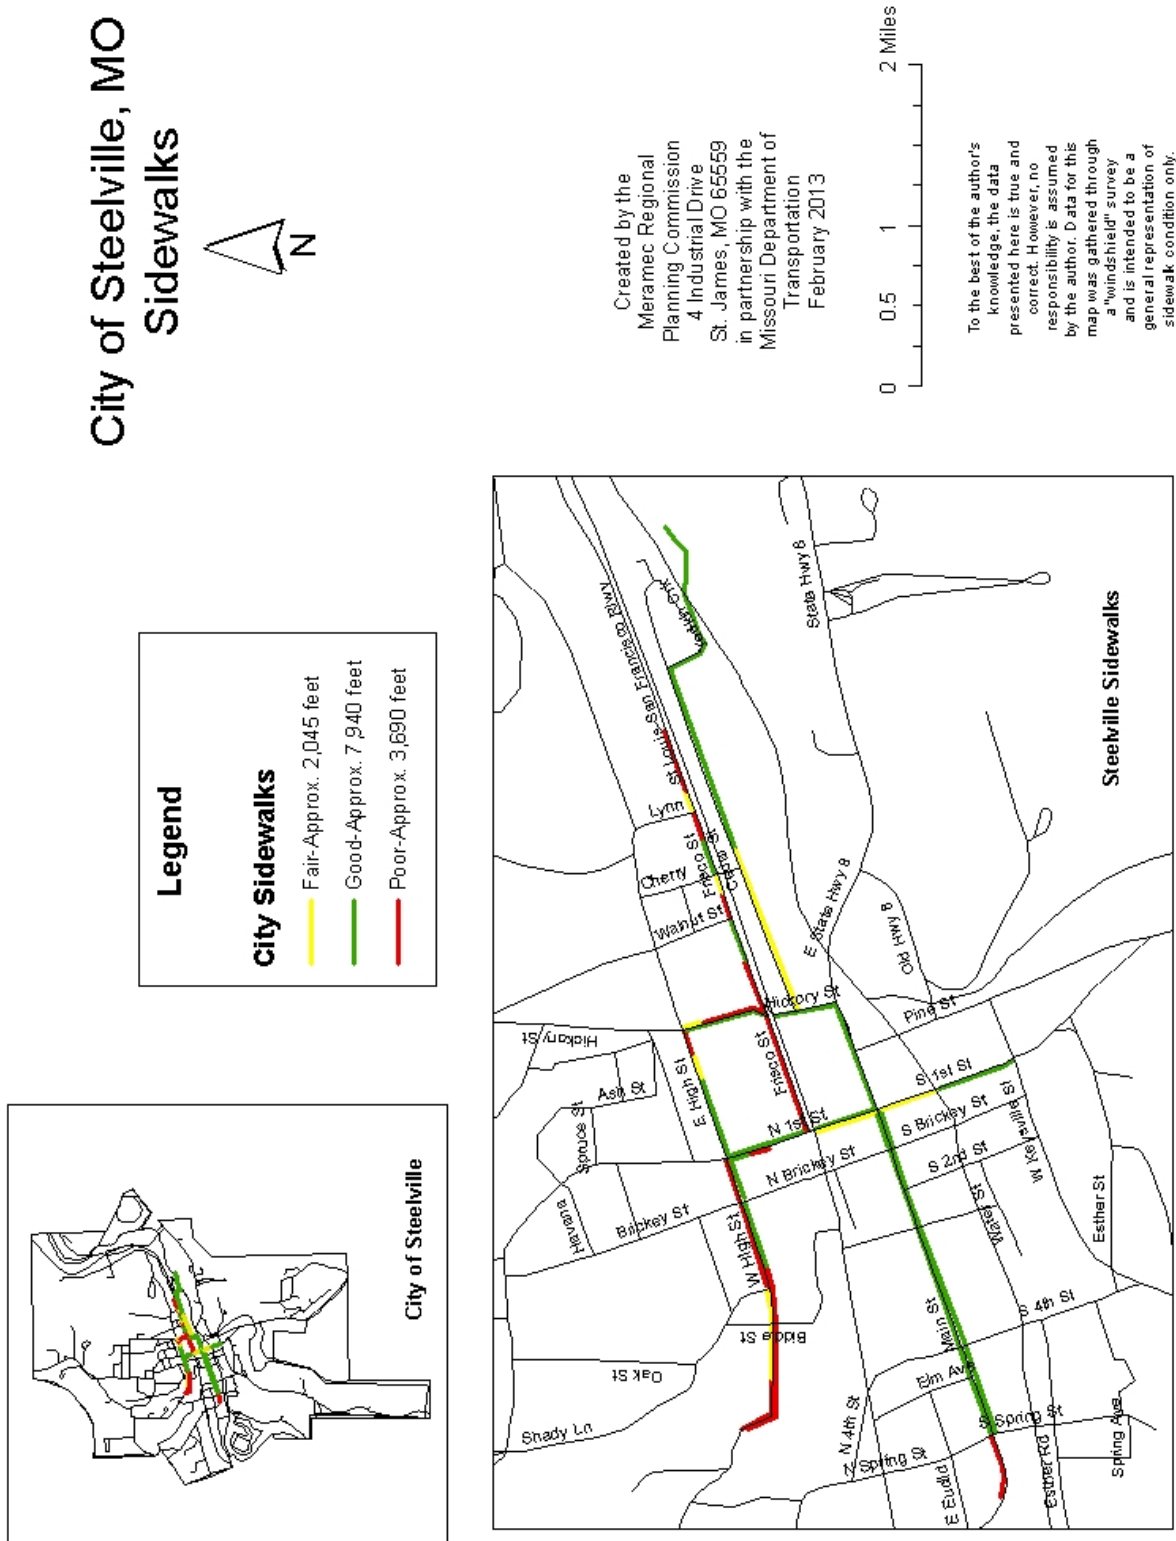 City of Steelville, MO
Sidewalks
N
City of Steelville
Legend
City Sidewalks
Fair-Approx. 2,045 feet
Good-Approx. 7,940 feet
Poor-Approx. 3,690 feet
Created by the
Meramec Regional
Planning Commission
4 Industrial Drive
St. James, MO 65559
in partnership with the
Missouri Department of
Transportation
February 2013
0 0.5 1 2 Miles
To the best of the author's
knowledge, the data
presented here is true and
correct. However, no
responsibility is assumed
by the author. Data for this
map was gathered through
a "windshield" survey
and is intended to be a
general representation of
sidewalk condition only.
Steelville Sidewalks
Shady Ln
Oak St
Havana
Spruce St
Ash St
Hickory St
Brickey St
E High St
W High St
Biddle St
N 1st St
N Brickey St
Frisco St
Hickory St
Walnut St
Cherry
Lynn
Frisco St
St Louis-San Francisco Rlwy
State Hwy 8
E State Hwy 8
Old Hwy 8
Pine St
S 1st St
S Brickey St
S 2nd St
W Keysville St
Water St
Esther St
Main St
S 4th St
Elm Ave
N 4th St
N Spring St
S Spring St
E Euclid
Esther Rd
Spring Ave